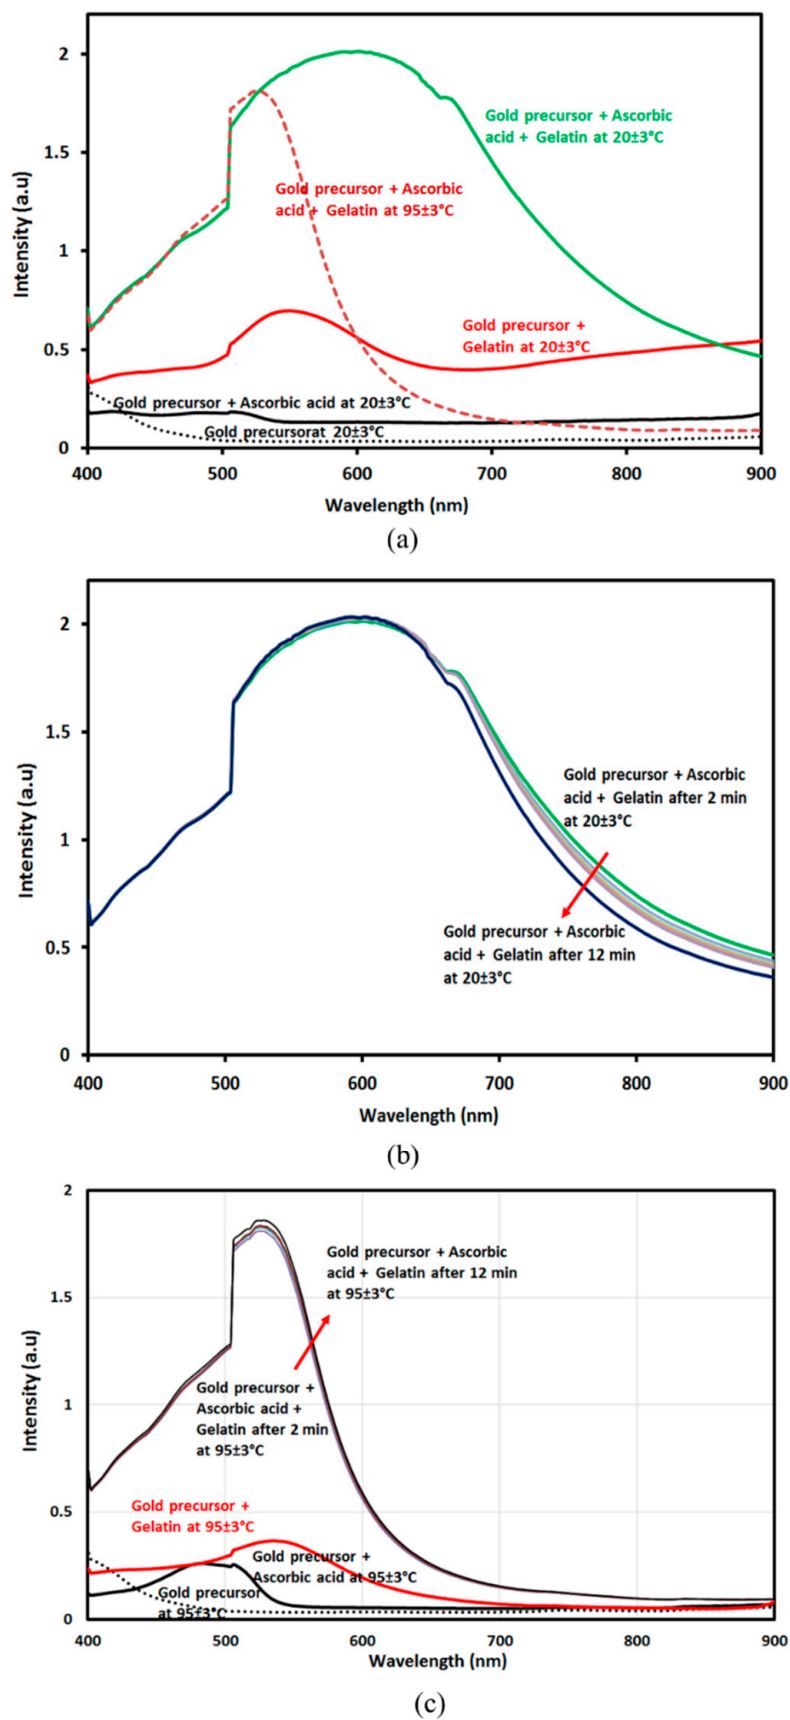 2
Gold precursor + Ascorbic
acid + Gelatin at 20±3°C
1.5
Gold precursor + Ascorbic
acid + Gelatin at 95±3°C
1
Intensity (a.u)
Gold precursor +
Gelatin at 20±3°C
0.5
Gold precursor + Ascorbic acid at 20±3°C
Gold precursorat 20±3°C
0
400 500 600 700 800 900
Wavelength (nm)
(a)
2
1.5
Gold precursor + Ascorbic
acid + Gelatin after 2 min
at 20±3°C
1
Intensity (a.u)
Gold precursor + Ascorbic
acid + Gelatin after 12 min
at 20±3°C
0.5
0
400 500 600 700 800 900
Wavelength (nm)
(b)
2
Gold precursor + Ascorbic
acid + Gelatin after 12 min
at 95±3°C
1.5
Gold precursor +
Ascorbic acid +
Gelatin after 2 min
at 95±3°C
1
Intensity (a.u)
Gold precursor +
Gelatin at 95±3°C
0.5
Gold precursor +
Ascorbic acid at 95±3°C
Gold precursor
at 95±3°C
0
400 500 600 700 800 900
Wavelength (nm)
(c)